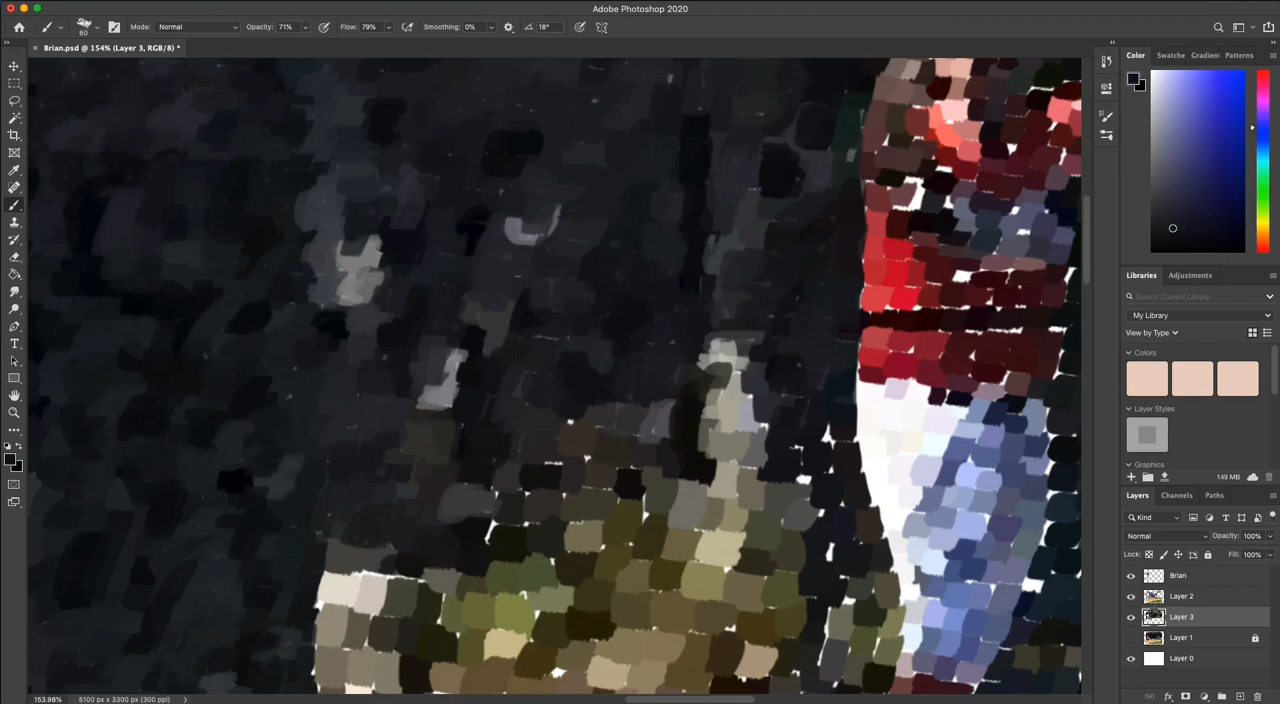 Adobe Photoshop 2020
Mode: Normal Opacity: 71% Flow: 79% Smoothing: 0% 18°
60
Brian.psd @ 154% (Layer 3, RGB/8) *
Color Swatche Gradient Patterns
Libraries Adjustments
Search Current Library
My Library
View by Type
Colors
Layer Styles
Graphics
149 MB
Layers Channels Paths
Kind
Normal Opacity: 100%
Lock: Fill: 100%
Brian
Layer 2
Layer 3
Layer 1
Layer 0
153.98% 5100 px x 3300 px (300 ppi)